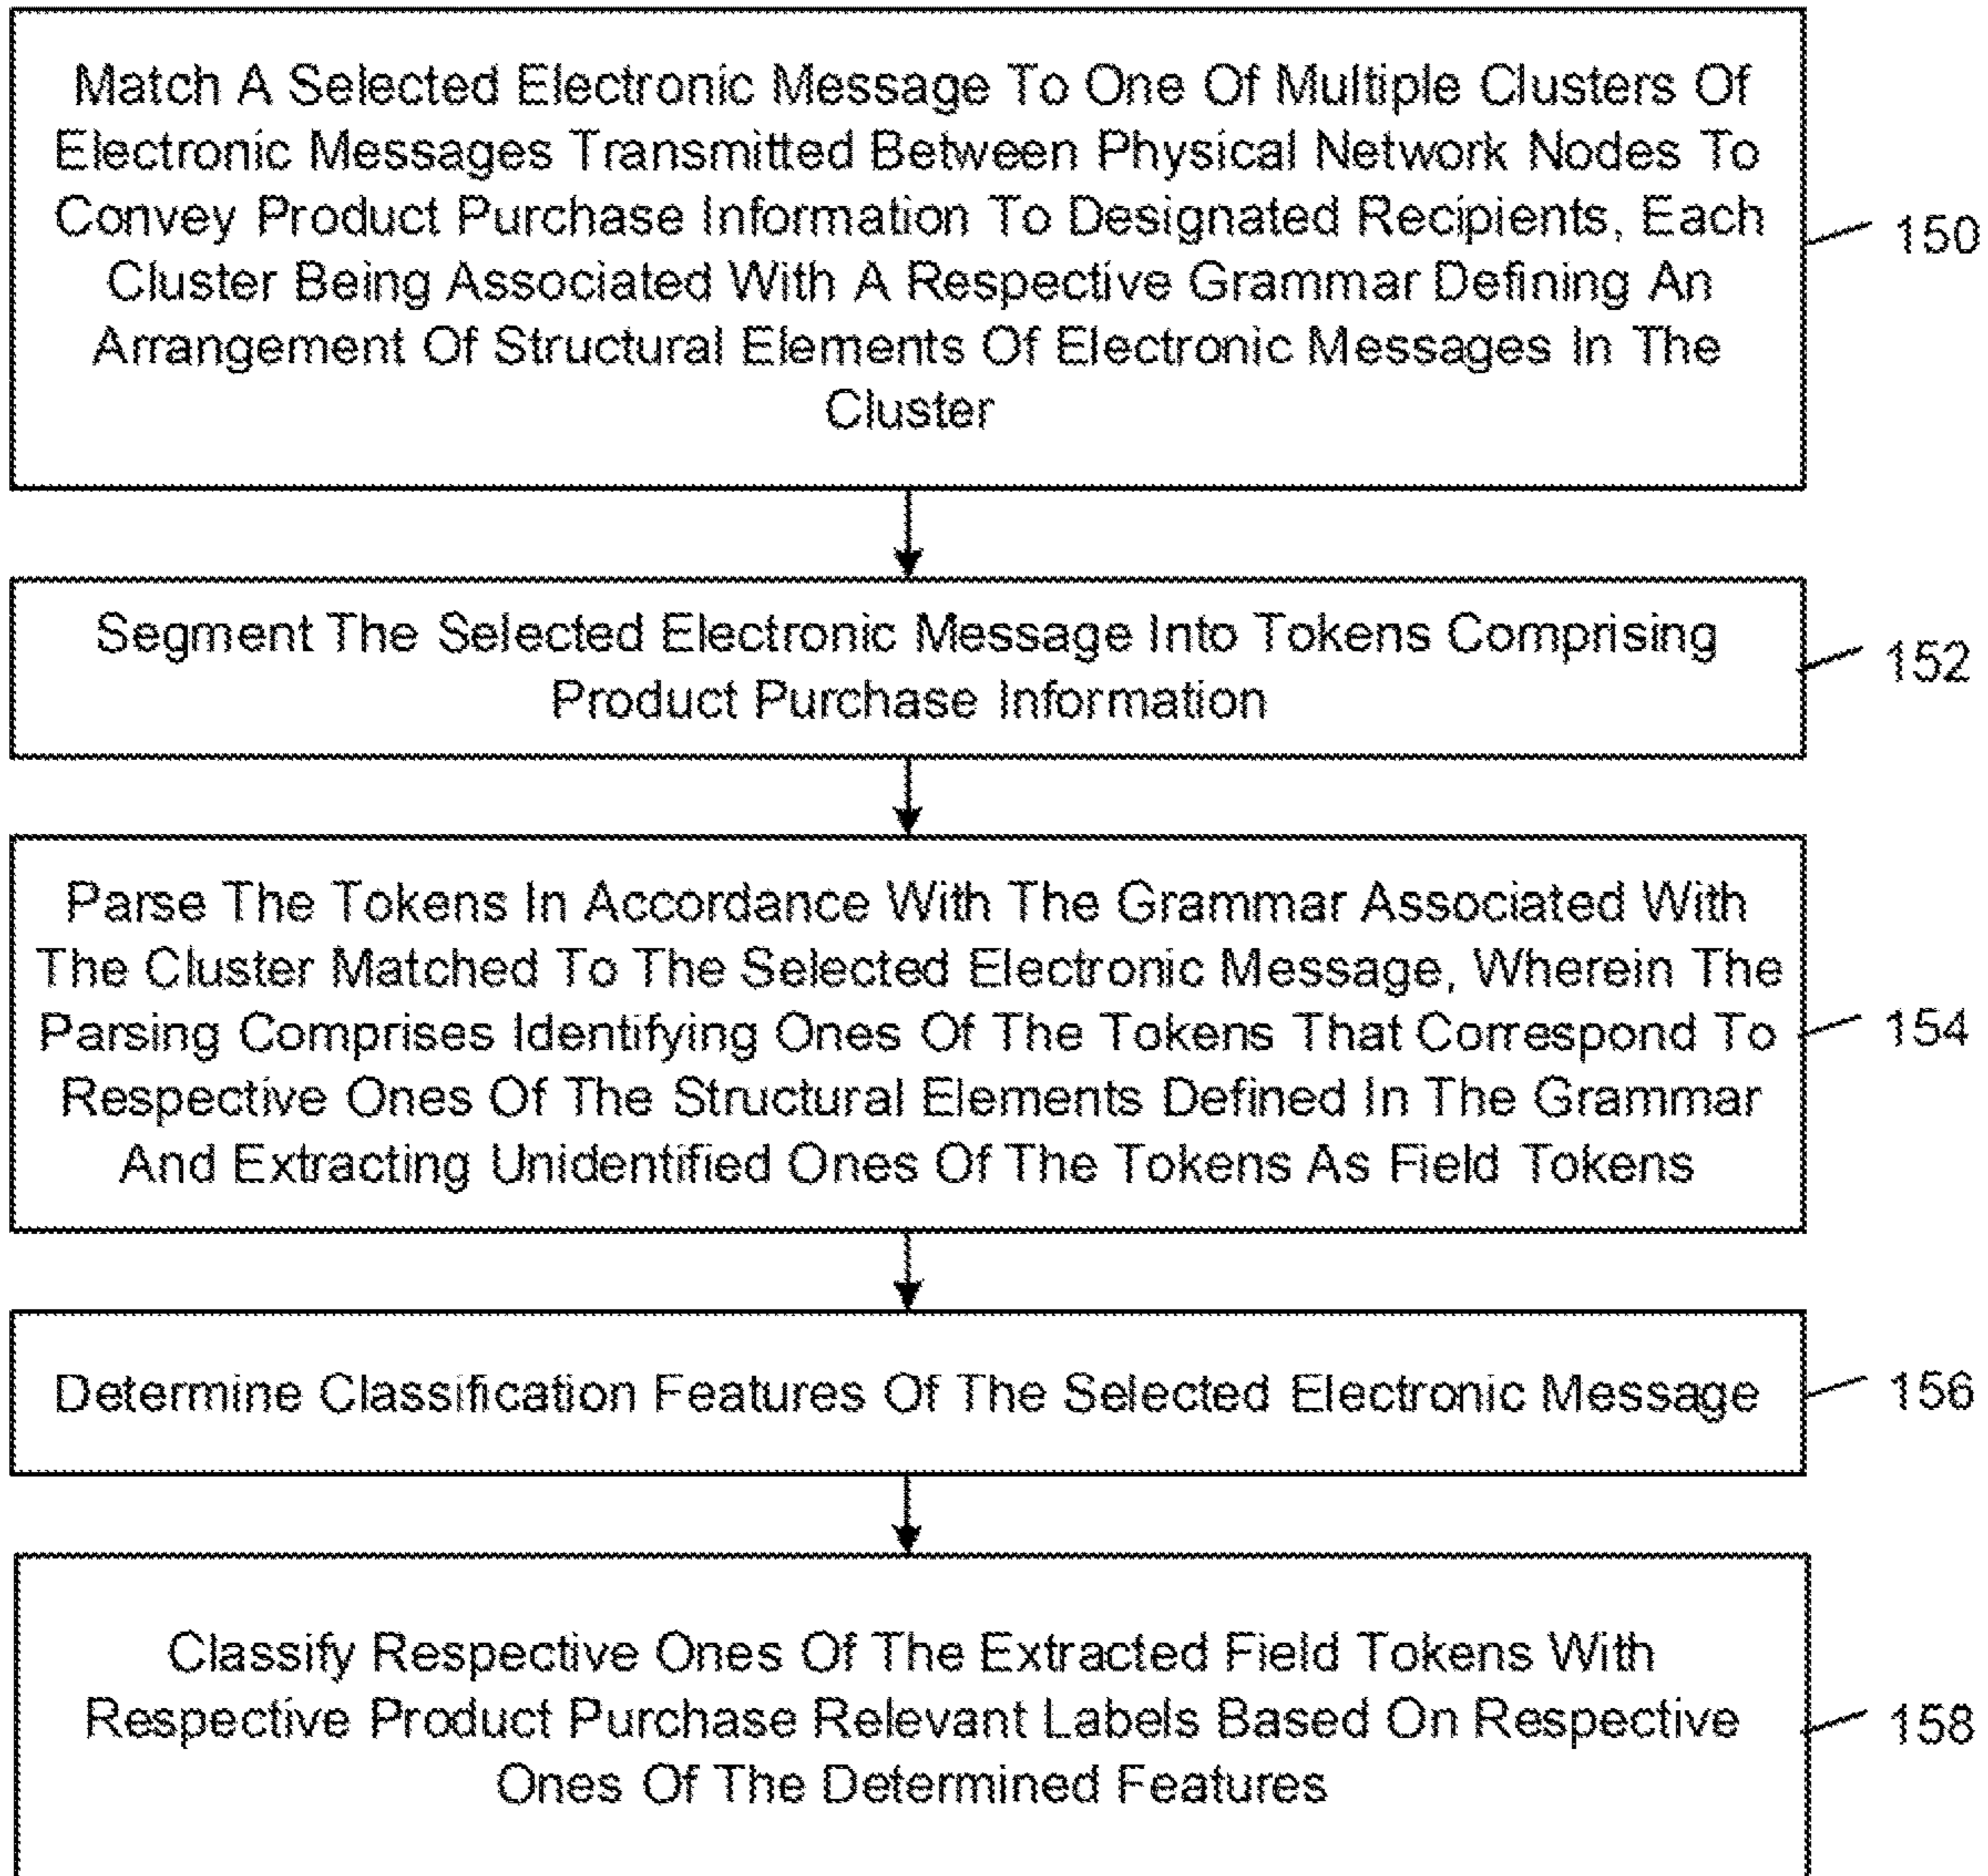 Match A Selected Electronic Message To One Of Multiple Clusters Of
Electronic Messages Transmitted Between Physical Network Nodes To
Convey Product Purchase Information To Designated Recipients, Each
Cluster Being Associated With A Respective Grammar Defining An
Arrangement Of Structural Elements Of Electronic Messages In The
Cluster
150
Segment The Selected Electronic Message Into Tokens Comprising
Product Purchase Information
152
Parse The Tokens In Accordance With The Grammar Associated With
The Cluster Matched To The Selected Electronic Message, Wherein The
Parsing Comprises Identifying Ones Of The Tokens That Correspond To
Respective Ones Of The Structural Elements Defined In The Grammar
And Extracting Unidentified Ones Of The Tokens As Field Tokens
154
Determine Classification Features Of The Selected Electronic Message
156
Classify Respective Ones Of The Extracted Field Tokens With
Respective Product Purchase Relevant Labels Based On Respective
Ones Of The Determined Features
158